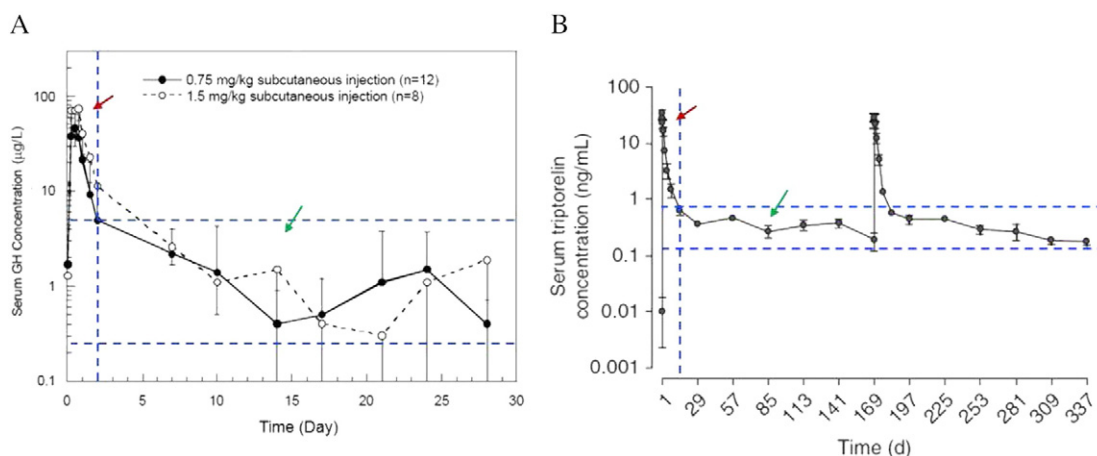 A
0.75 mg/kg subcutaneous injection (n=12)
1.5 mg/kg subcutaneous injection (n=8)
Serum GH Concentration (µg/L)
100
10
1
0.1
0 5 10 15 20 25 30
Time (Day)
B
Serum triptorelin
concentration (ng/mL)
100
10
1
0.1
0.01
0.001
1 29 57 85 113 141 169 197 225 253 281 309 337
Time (d)